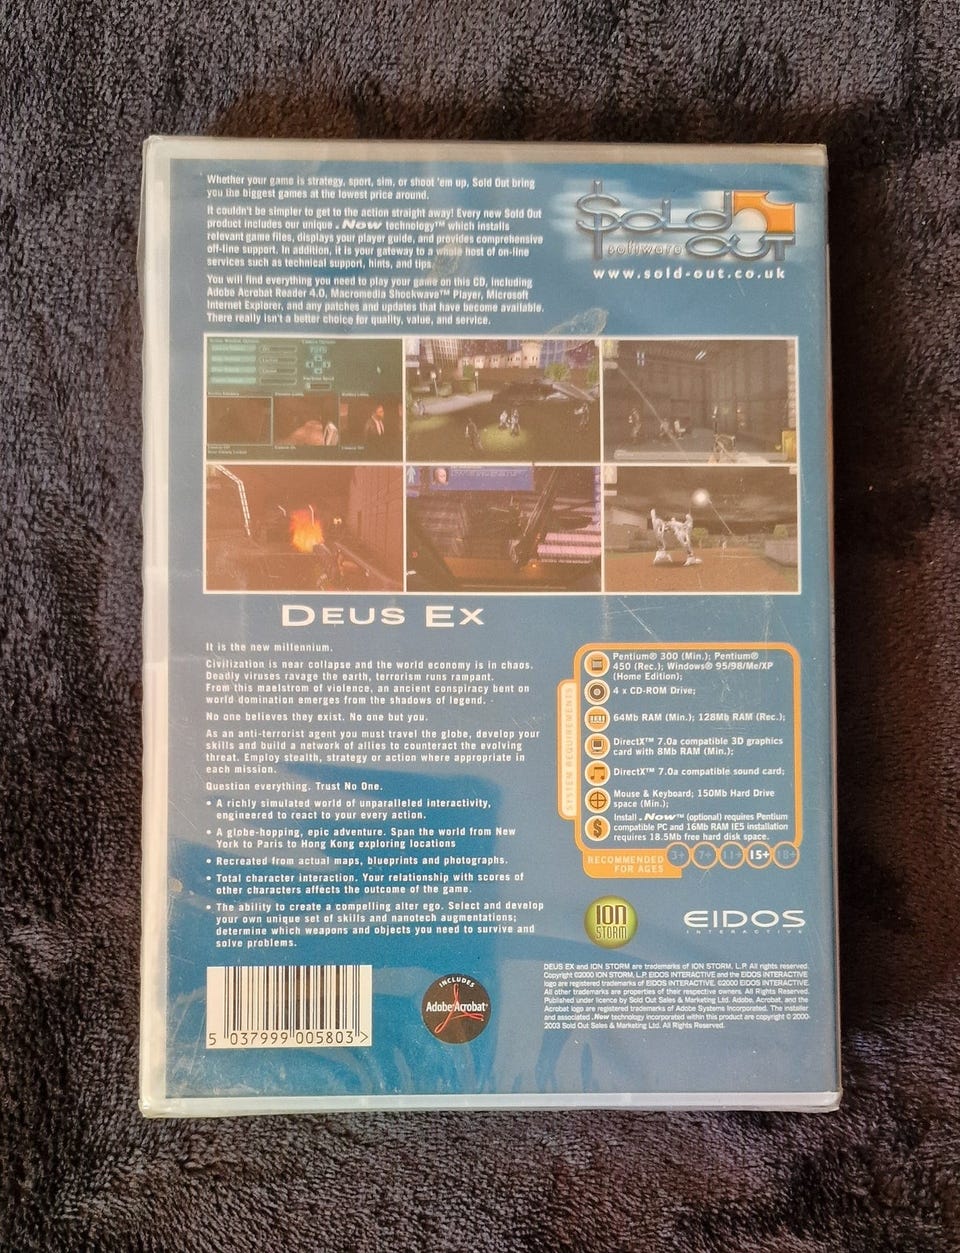 Whether your game is strategy, sport, sim, or shoot 'em up, Sold Out bring
you the biggest games at the lowest price around.
It couldn't be simpler to get to the action straight away! Every new Sold Out
product includes our unique .Now technology™ which installs
relevant game files, displays your player guide, and provides comprehensive
off-line support. In addition, it is your gateway to a whole host of on-line
services such as technical support, hints, and tips.
You will find everything you need to play your game on this CD, including
Adobe Acrobat Reader 4.0, Macromedia Shockwave™ Player, Microsoft
Internet Explorer, and any patches and updates that have become available.
There really isn't a better choice for quality, value, and service.
Sold
software OUT
www.sold-out.co.uk
DEUS EX
It is the new millennium.
Civilization is near collapse and the world economy is in chaos.
Deadly viruses ravage the earth, terrorism runs rampant.
From this maelstrom of violence, an ancient conspiracy bent on
world domination emerges from the shadows of legend.
No one believes they exist. No one but you.
As an anti-terrorist agent you must travel the globe, develop your
skills and build a network of allies to counteract the evolving
threat. Employ stealth, strategy or action where appropriate in
each mission.
Question everything. Trust No One.
• A richly simulated world of unparalleled interactivity,
engineered to react to your every action.
• A globe-hopping, epic adventure. Span the world from New
York to Paris to Hong Kong exploring locations
• Recreated from actual maps, blueprints and photographs.
• Total character interaction. Your relationship with scores of
other characters affects the outcome of the game.
• The ability to create a compelling alter ego. Select and develop
your own unique set of skills and nanotech augmentations;
determine which weapons and objects you need to survive and
solve problems.
SYSTEM REQUIREMENTS
Pentium® 300 (Min.); Pentium®
450 (Rec.); Windows® 95/98/Me/XP
(Home Edition);
4 x CD-ROM Drive;
64Mb RAM (Min.); 128Mb RAM (Rec.);
DirectX™ 7.0a compatible 3D graphics
card with 8Mb RAM (Min.);
DirectX™ 7.0a compatible sound card;
Mouse & Keyboard; 150Mb Hard Drive
space (Min.);
Install .Now™ (optional) requires Pentium
compatible PC and 16Mb RAM IE5 installation
requires 18.5Mb free hard disk space.
RECOMMENDED
FOR AGES
3+ 7+ 11+ 15+ 18+
ION
STORM
EIDOS
INTERACTIVE
5 037999 005803 >
INCLUDES
Adobe Acrobat®
DEUS EX and ION STORM are trademarks of ION STORM, L.P. All rights reserved.
Copyright ©2000 ION STORM, L.P. EIDOS INTERACTIVE and the EIDOS INTERACTIVE
logo are registered trademarks of EIDOS INTERACTIVE. ©2000 EIDOS INTERACTIVE.
All other trademarks are properties of their respective owners. All Rights Reserved.
Published under licence by Sold Out Sales & Marketing Ltd. Adobe, Acrobat, and the
Acrobat logo are registered trademarks of Adobe Systems Incorporated. The installer
and associated .Now technology incorporated within this product are copyright © 2000-
2003 Sold Out Sales & Marketing Ltd. All Rights Reserved.